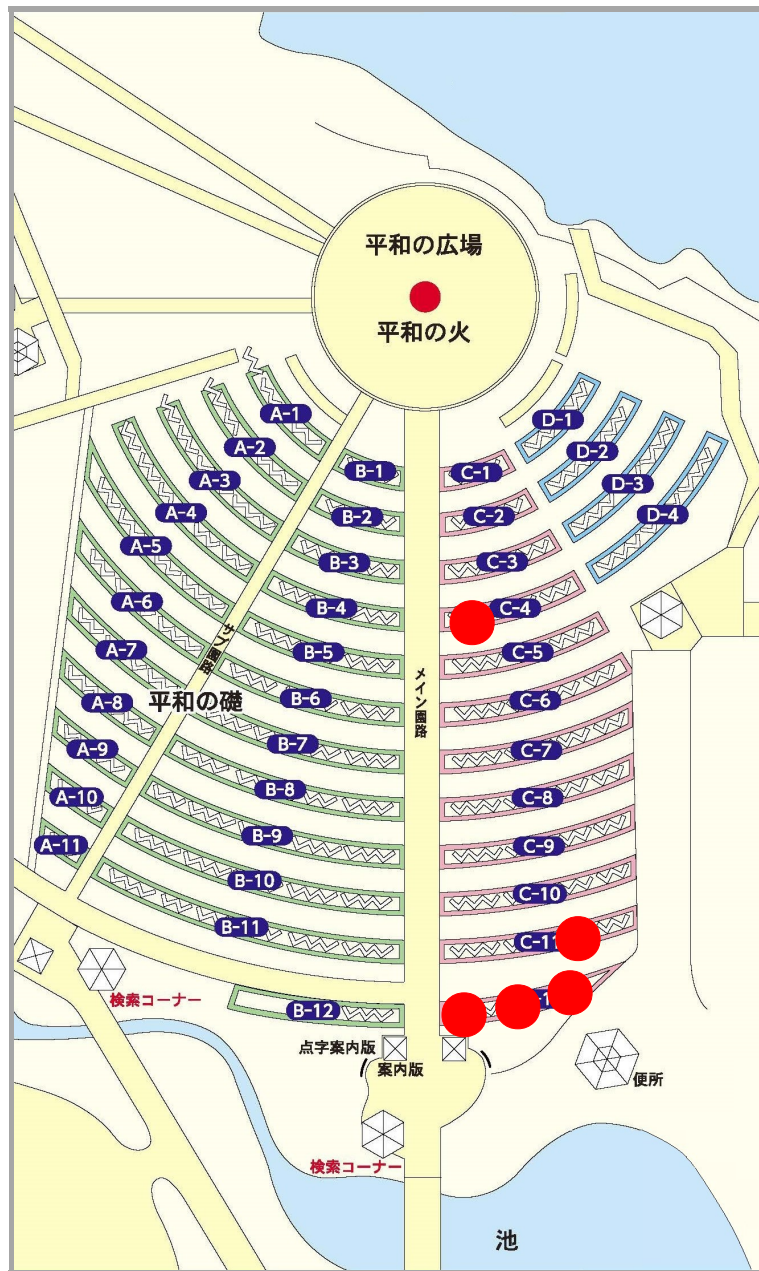 平和の広場
平和の火
A-1
A-2
A-3
A-4
A-5
A-6
A-7
A-8
A-9
A-10
A-11
B-1
B-2
B-3
B-4
B-5
B-6
B-7
B-8
B-9
B-10
B-11
B-12
C-1
C-2
C-3
C-4
C-5
C-6
C-7
C-8
C-9
C-10
C-11
D-1
D-2
D-3
D-4
サブ園路
メイン園路
平和の礎
検索コーナー
点字案内版
案内版
便所
検索コーナー
池